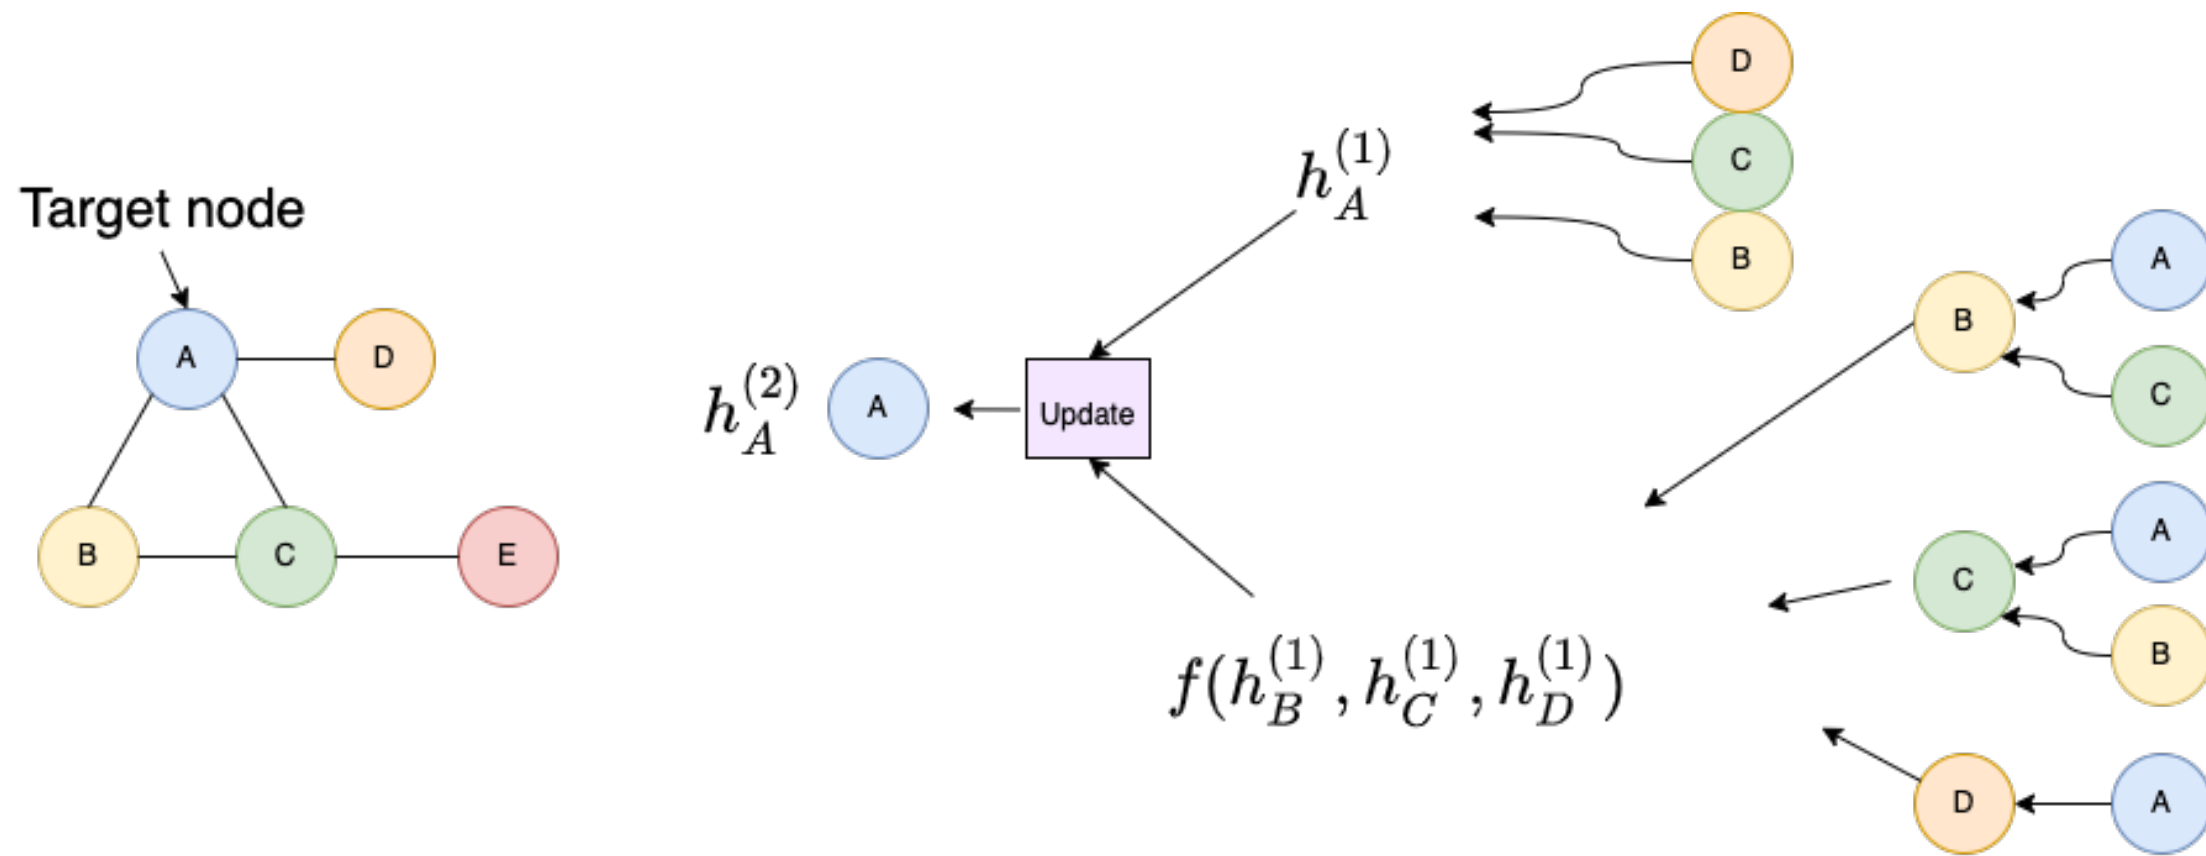 Target node
A
D
B
C
E
h_A^{(2)}
A
Update
h_A^{(1)}
f(h_B^{(1)}, h_C^{(1)}, h_D^{(1)})
D
C
B
B
A
C
C
A
B
D
A